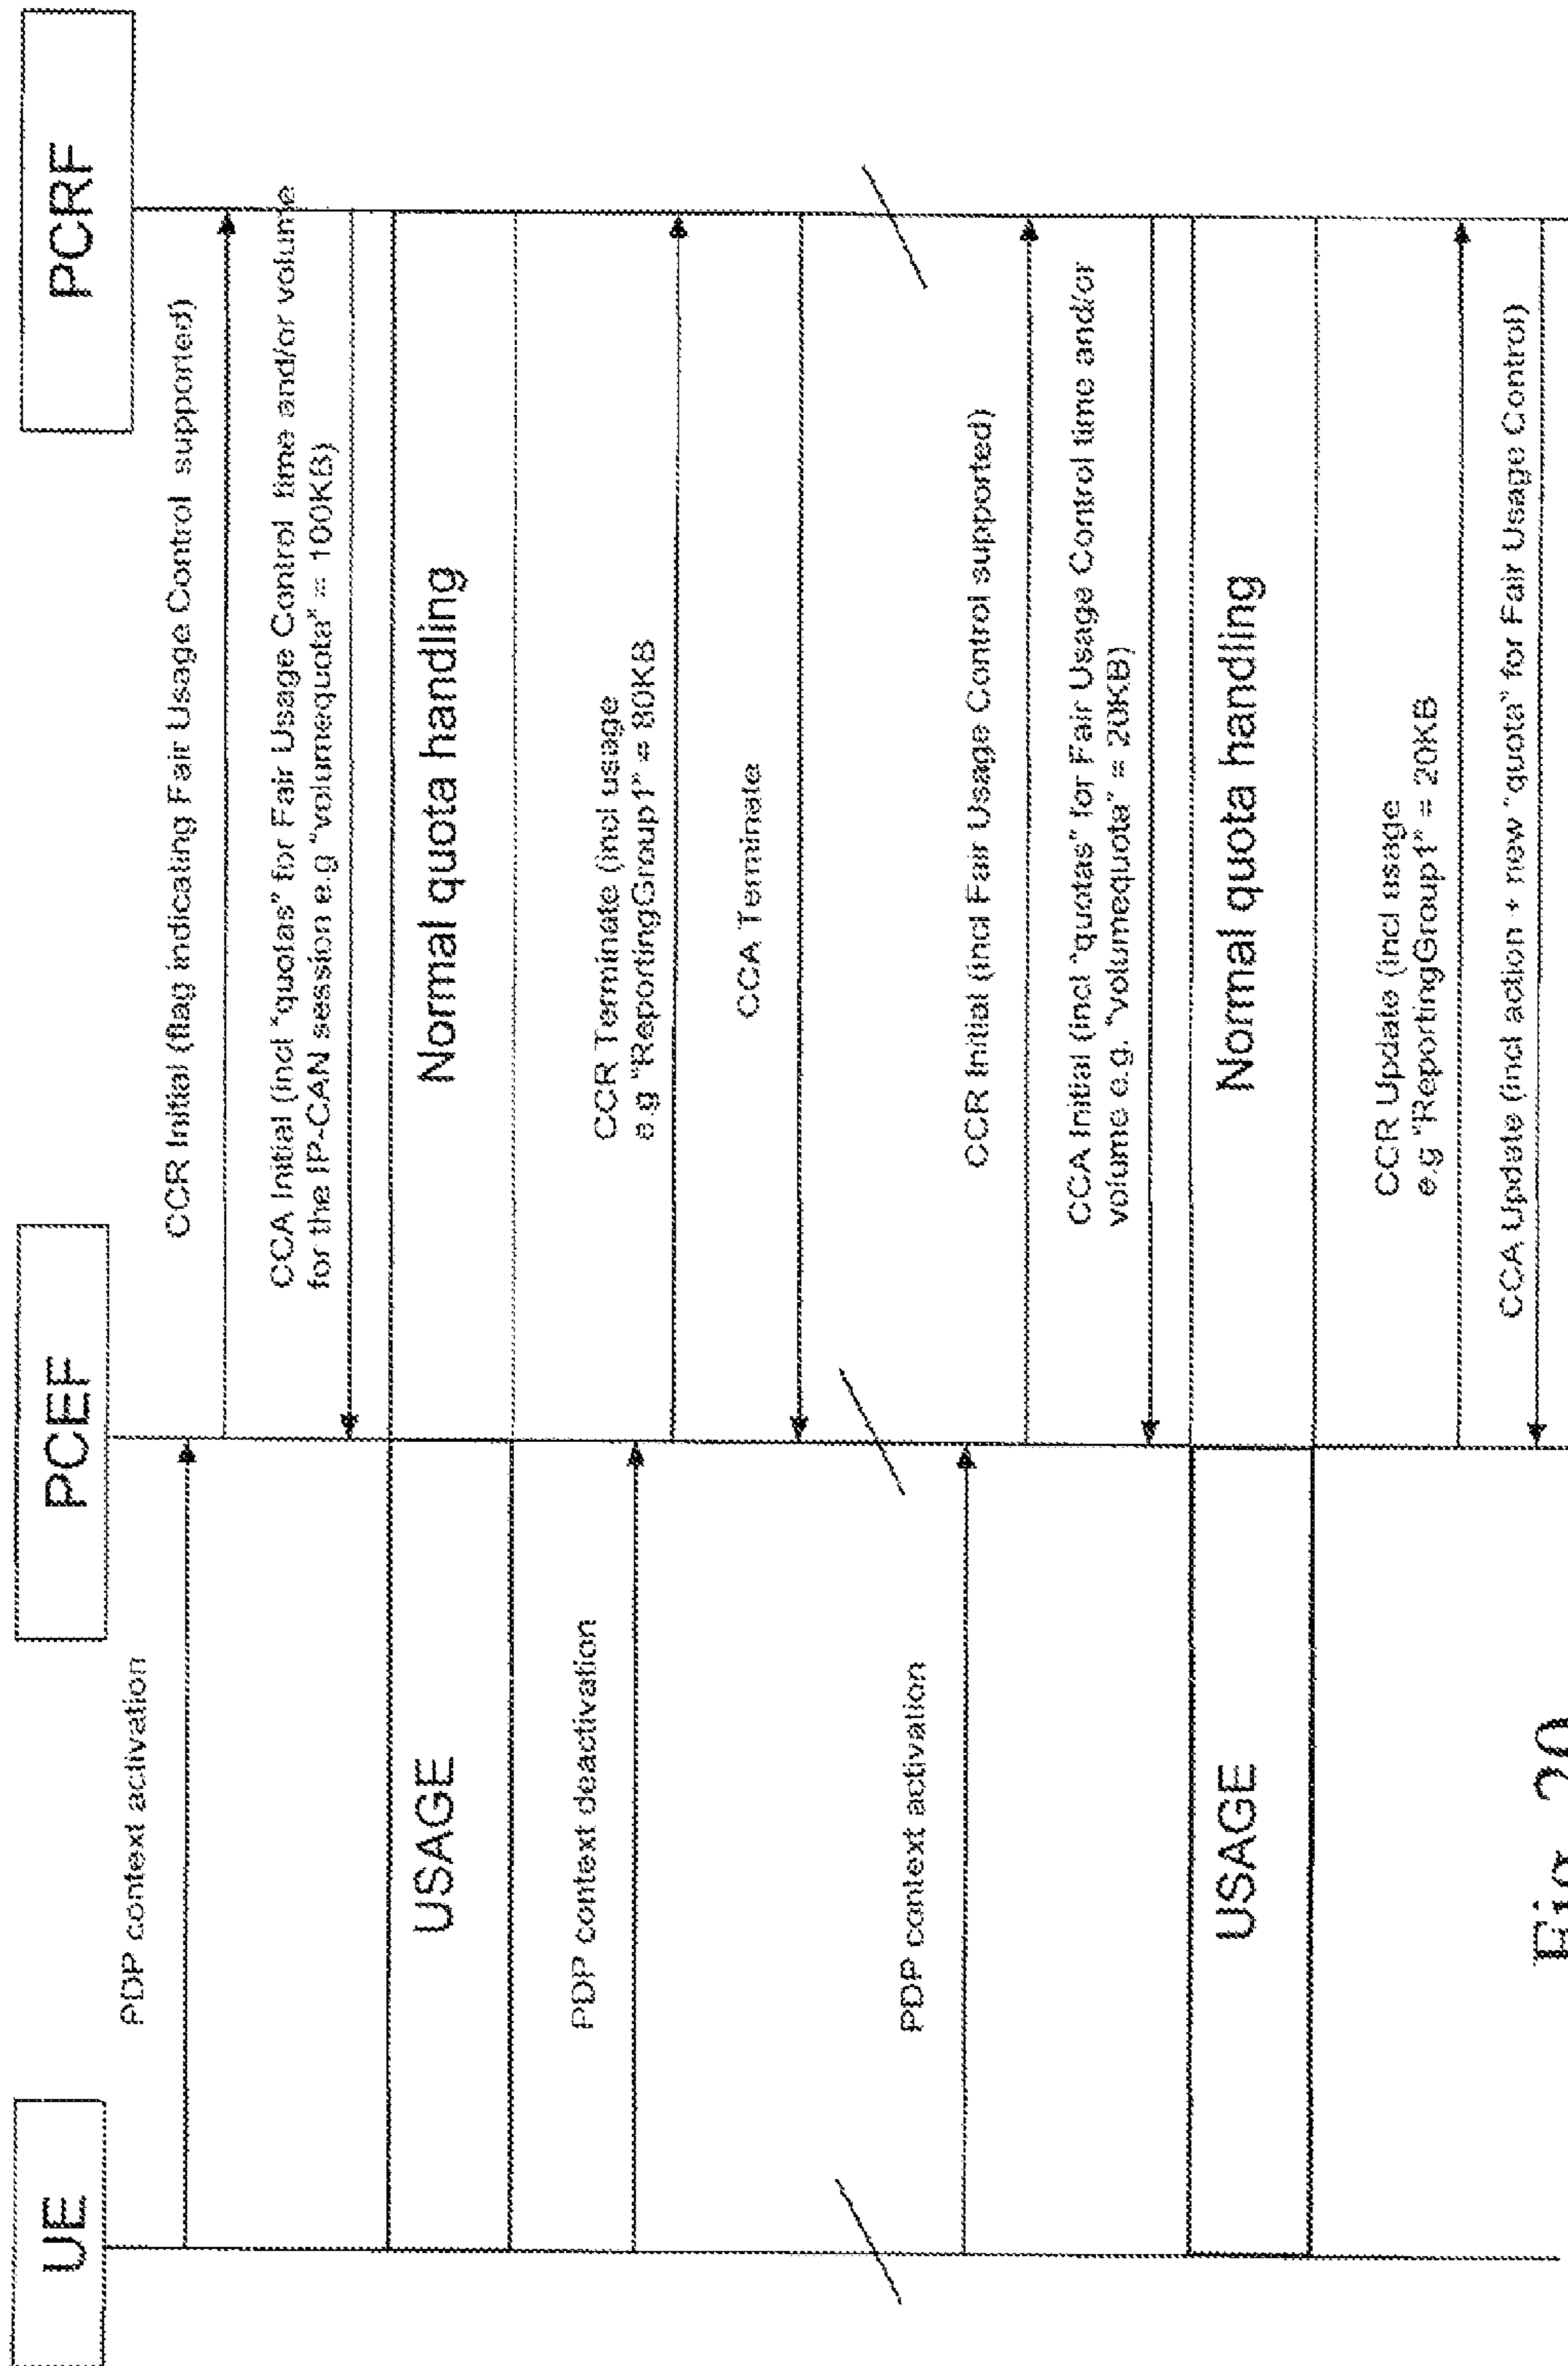 UE
PCEF
PCRF
PDP context activation
CCR Initial (flag indicating Fair Usage Control supported)
CCA Initial (incl "quotas" for Fair Usage Control time and/or volume
for the IP-CAN session e.g "volumequota" = 100KB)
USAGE
Normal quota handling
PDP context deactivation
CCR Terminate (incl usage
e.g "ReportingGroup1" = 80KB
CCA Terminate
PDP context activation
CCR Initial (incl Fair Usage Control supported)
CCA Initial (incl "quotas" for Fair Usage Control time and/or
volume e.g. "volumequota" = 20KB)
USAGE
Normal quota handling
CCR Update (incl usage
e.g "ReportingGroup1" = 20KB
CCA Update (incl action + new "quota" for Fair Usage Control)
Fig. 20